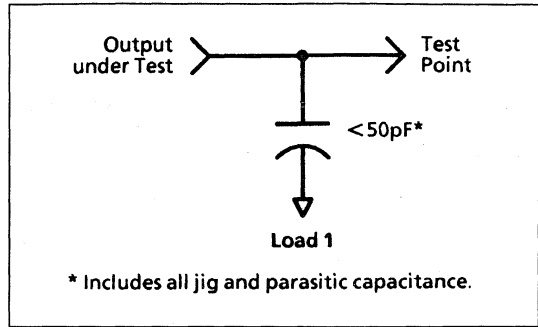 Output
under Test
Test
Point
<50pF*
Load 1
* Includes all jig and parasitic capacitance.